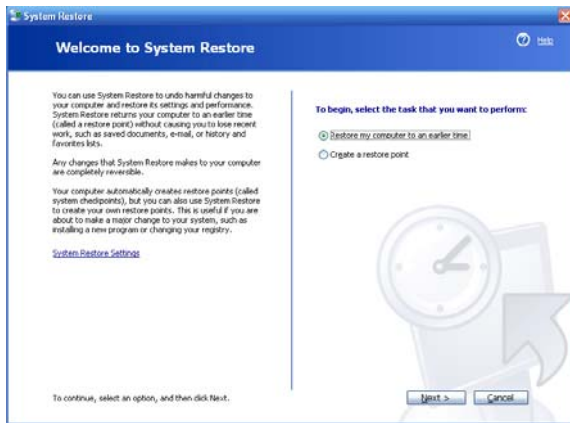 System Restore
Welcome to System Restore
Help
You can use System Restore to undo harmful changes to
your computer and restore its settings and performance.
System Restore returns your computer to an earlier time
(called a restore point) without causing you to lose recent
work, such as saved documents, e-mail, or history and
favorites lists.
Any changes that System Restore makes to your computer
are completely reversible.
Your computer automatically creates restore points (called
system checkpoints), but you can also use System Restore
to create your own restore points. This is useful if you are
about to make a major change to your system, such as
installing a new program or changing your registry.
System Restore Settings
To begin, select the task that you want to perform:
Restore my computer to an earlier time
Create a restore point
To continue, select an option, and then click Next.
Next >
Cancel